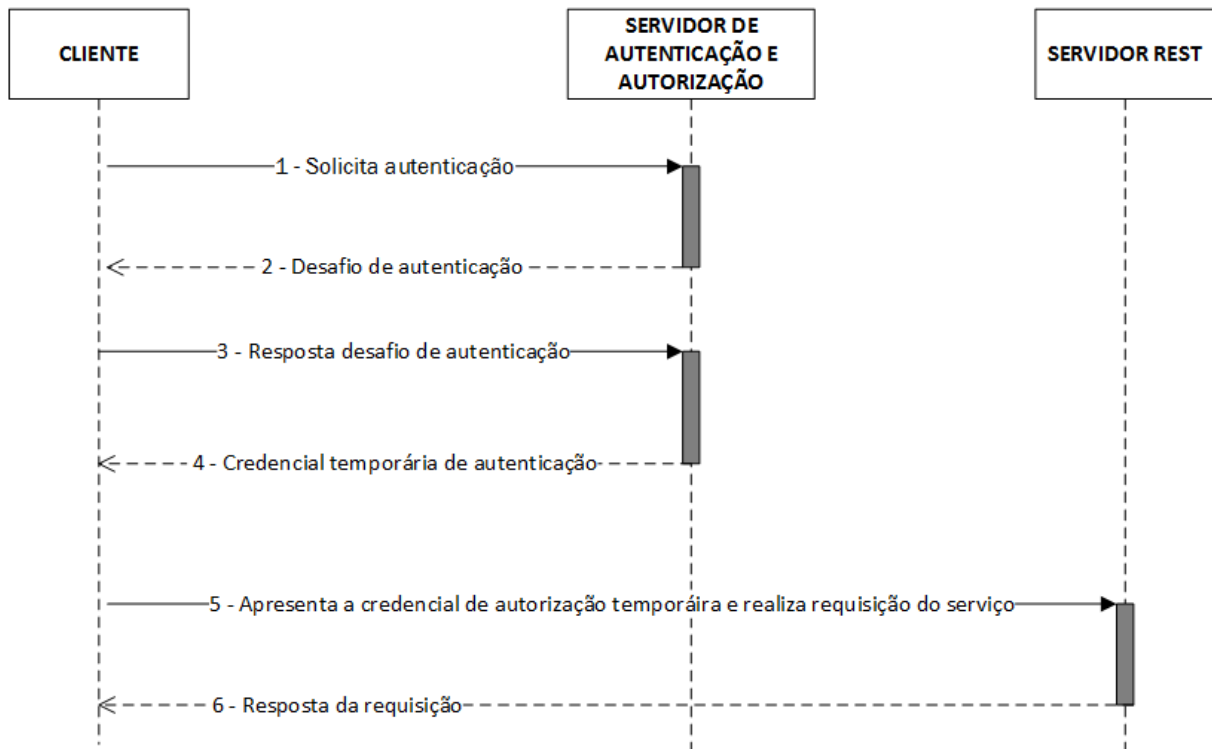 CLIENTE
SERVIDOR DE
AUTENTICAÇÃO E
AUTORIZAÇÃO
SERVIDOR REST
1 - Solicita autenticação
2 - Desafio de autenticação
3 - Resposta desafio de autenticação
4 - Credencial temporária de autenticação
5 - Apresenta a credencial de autorização temporáira e realiza requisição do serviço
6 - Resposta da requisição